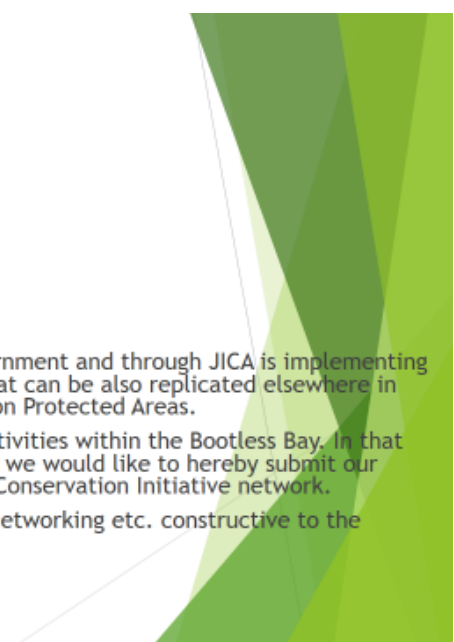 rnment and through JICA is implementing
at can be also replicated elsewhere in
on Protected Areas.
tivities within the Bootless Bay. In that
we would like to hereby submit our
Conservation Initiative network.
etworking etc. constructive to the